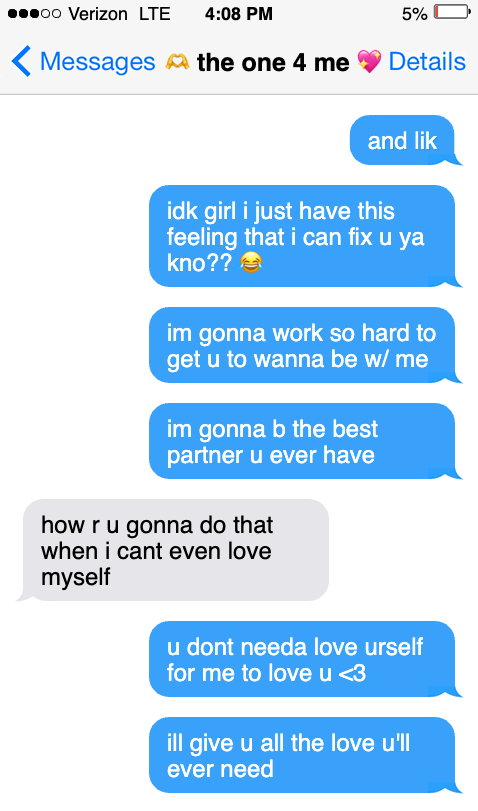 Verizon LTE 4:08 PM 5%
Messages 🫶 the one 4 me 💖 Details
and lik
idk girl i just have this
feeling that i can fix u ya
kno?? 😂
im gonna work so hard to
get u to wanna be w/ me
im gonna b the best
partner u ever have
how r u gonna do that
when i cant even love
myself
u dont needa love urself
for me to love u <3
ill give u all the love u'll
ever need